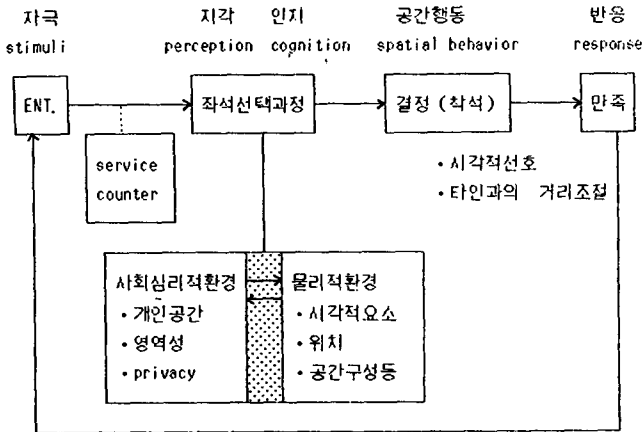 자극 지각 인지 공간행동 반응
stimuli perception cognition spatial behavior response
ENT. 좌석선택과정 결정 (착석) 만족
service
counter
• 시각적선호
• 타인과의 거리조절
사회심리적환경 물리적환경
• 개인공간 • 시각적요소
• 영역성 • 위치
• privacy • 공간구성등